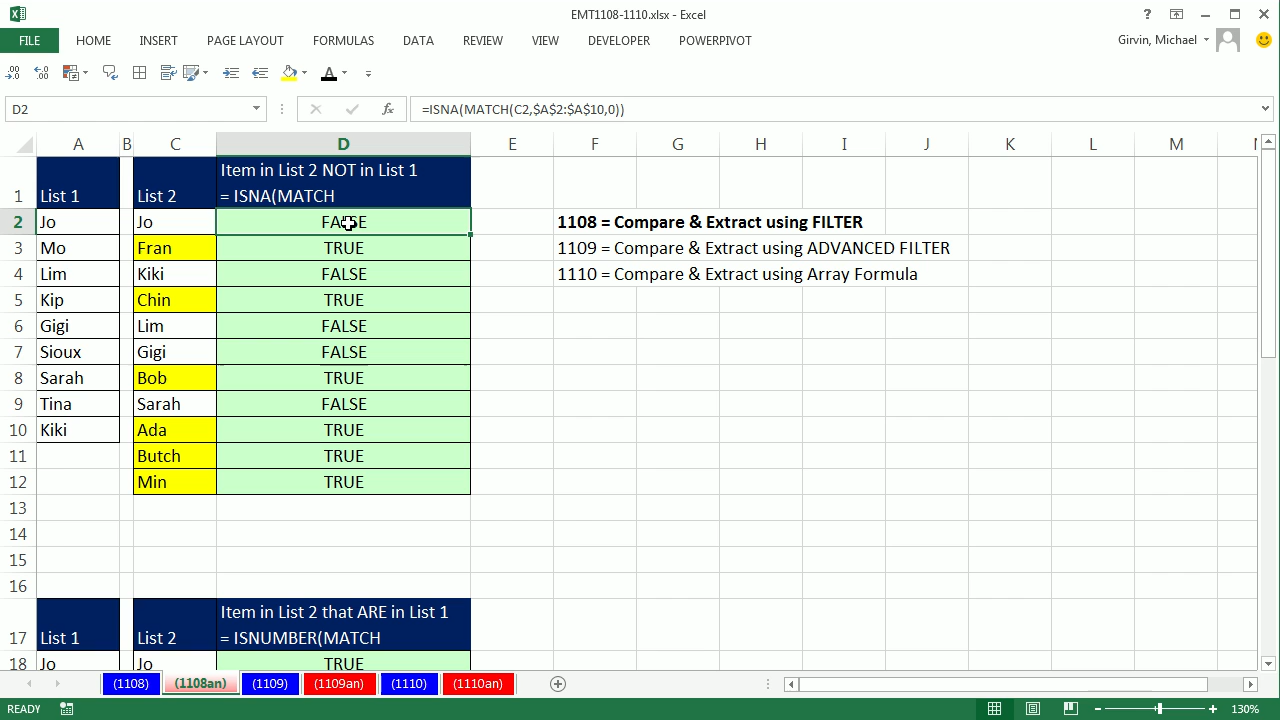 EMT1108-1110.xlsx - Excel
FILE HOME INSERT PAGE LAYOUT FORMULAS DATA REVIEW VIEW DEVELOPER POWERPIVOT Girvin, Michael
D2 =ISNA(MATCH(C2,$A$2:$A$10,0))
A B C D E F G H I J K L M
Item in List 2 NOT in List 1
1 List 1 List 2 = ISNA(MATCH
2 Jo Jo FALSE 1108 = Compare & Extract using FILTER
3 Mo Fran TRUE 1109 = Compare & Extract using ADVANCED FILTER
4 Lim Kiki FALSE 1110 = Compare & Extract using Array Formula
5 Kip Chin TRUE
6 Gigi Lim FALSE
7 Sioux Gigi FALSE
8 Sarah Bob TRUE
9 Tina Sarah FALSE
10 Kiki Ada TRUE
11 Butch TRUE
12 Min TRUE
13
14
15
16
Item in List 2 that ARE in List 1
17 List 1 List 2 = ISNUMBER(MATCH
18 Jo Jo TRUE
(1108) (1108an) (1109) (1109an) (1110) (1110an)
READY 130%